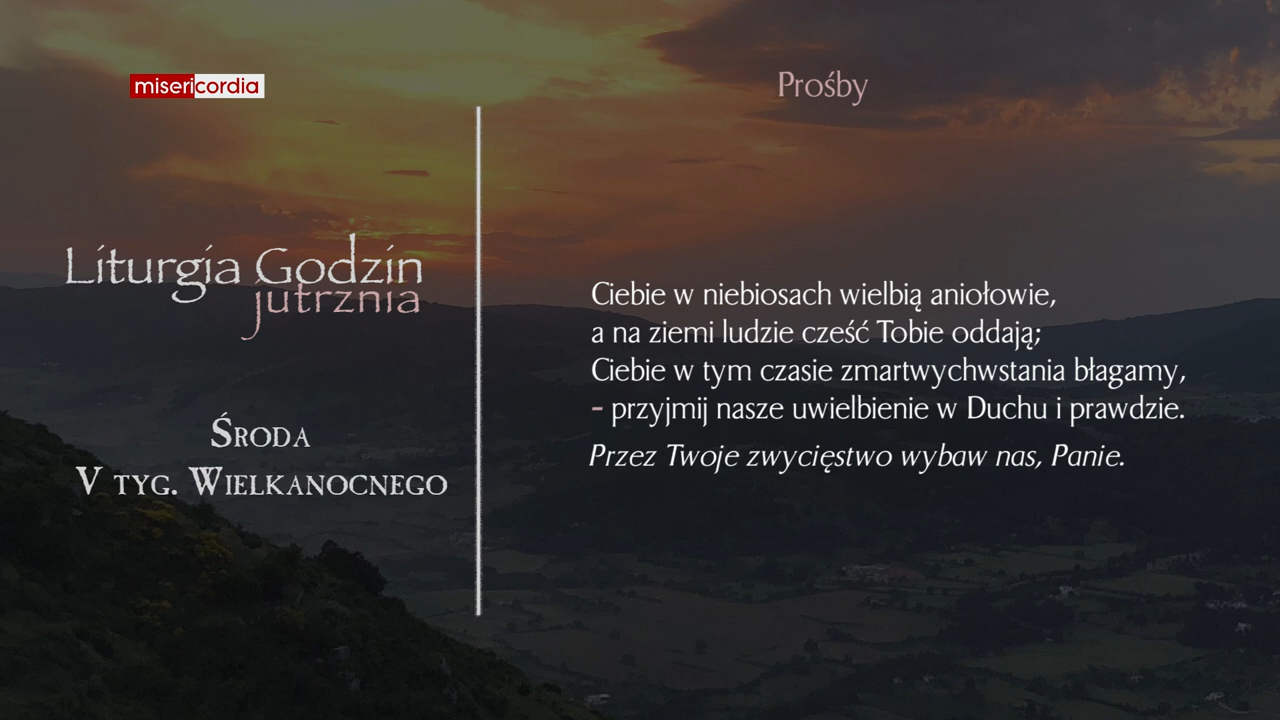 misericordia
Liturgia Godzin
jutrznia
Środa
V tyg. Wielkanocnego
Prośby
Ciebie w niebiosach wielbią aniołowie,
a na ziemi ludzie cześć Tobie oddają;
Ciebie w tym czasie zmartwychwstania błagamy,
- przyjmij nasze uwielbienie w Duchu i prawdzie.
Przez Twoje zwycięstwo wybaw nas, Panie.